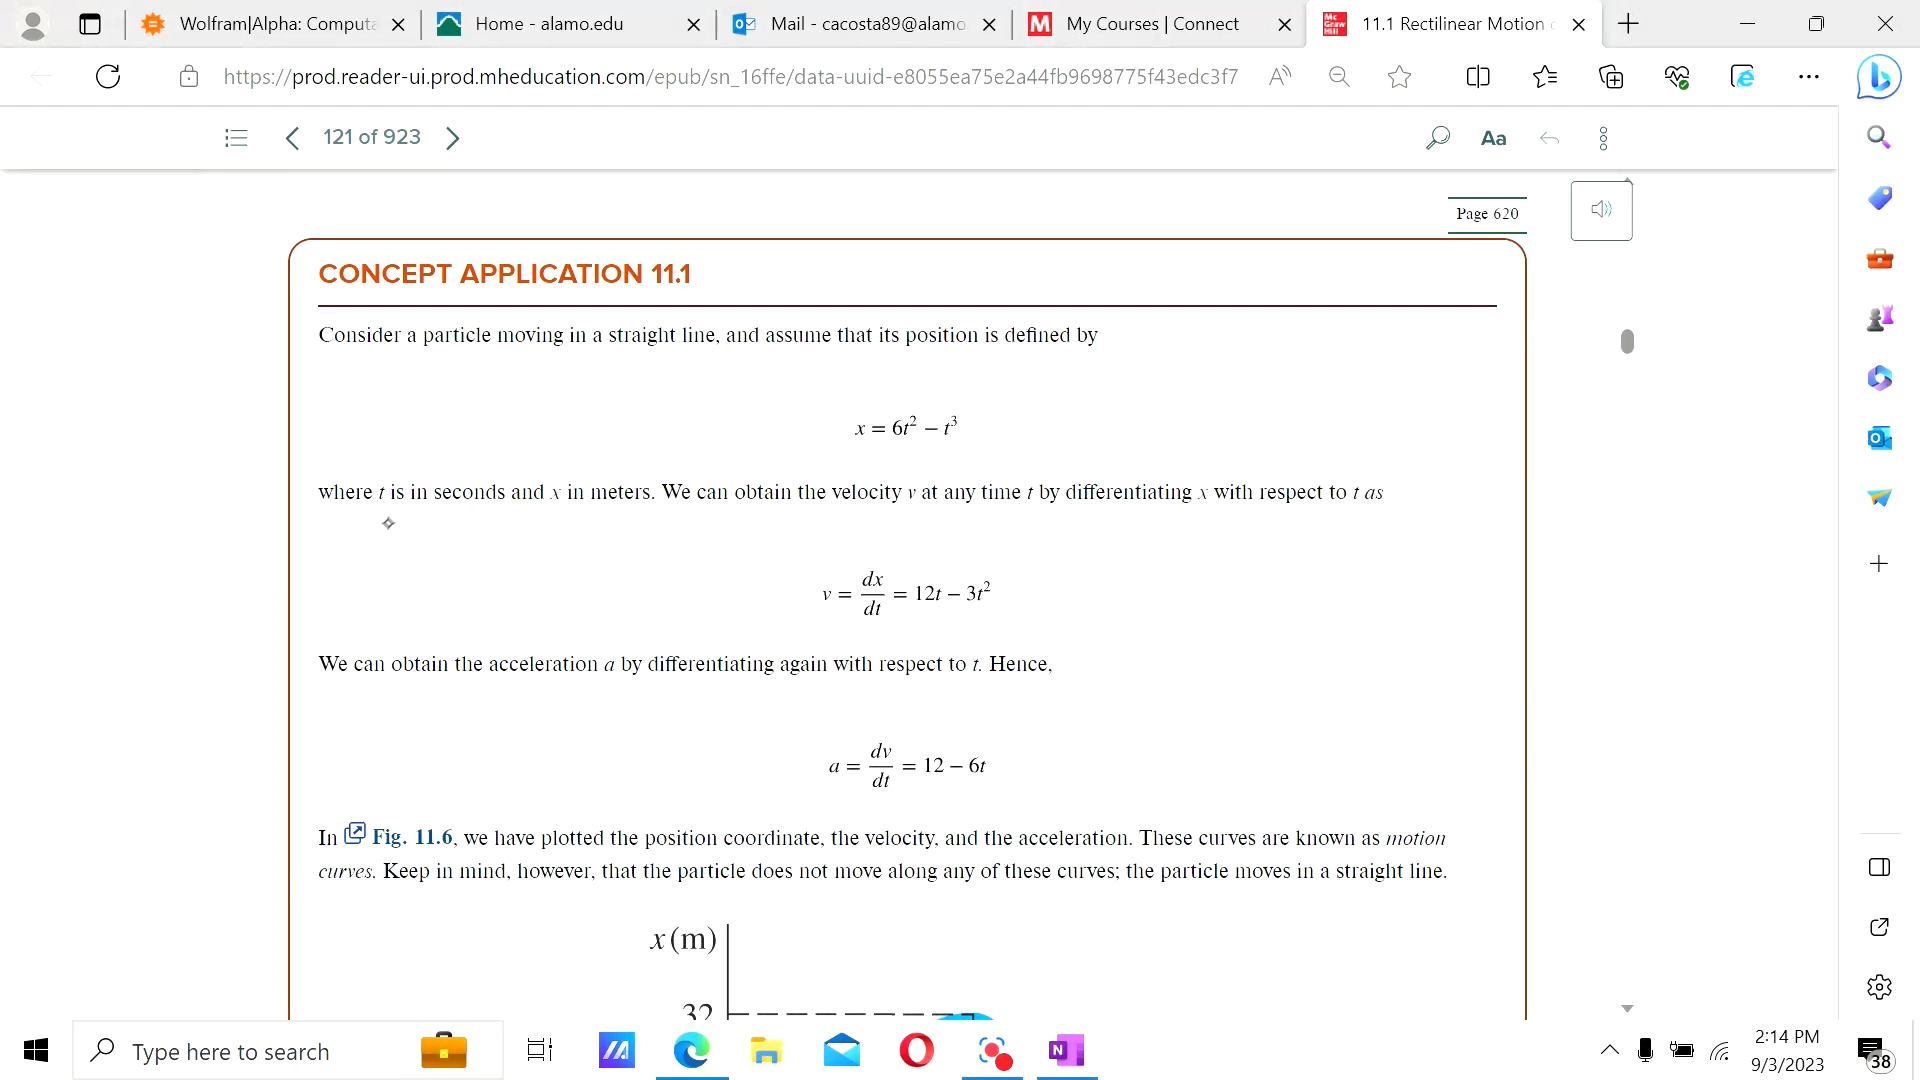 Wolfram|Alpha: Computa
Home - alamo.edu
Mail - cacosta89@alamo
My Courses | Connect
11.1 Rectilinear Motion o
https://prod.reader-ui.prod.mheducation.com/epub/sn_16ffe/data-uuid-e8055ea75e2a44fb9698775f43edc3f7
121 of 923
Aa
Page 620
CONCEPT APPLICATION 11.1
Consider a particle moving in a straight line, and assume that its position is defined by
x = 6t² − t³
where t is in seconds and x in meters. We can obtain the velocity v at any time t by differentiating x with respect to t as
v = dx/dt = 12t − 3t²
We can obtain the acceleration a by differentiating again with respect to t. Hence,
a = dv/dt = 12 − 6t
In Fig. 11.6, we have plotted the position coordinate, the velocity, and the acceleration. These curves are known as motion
curves. Keep in mind, however, that the particle does not move along any of these curves; the particle moves in a straight line.
x (m)
32
Type here to search
2:14 PM
9/3/2023
38